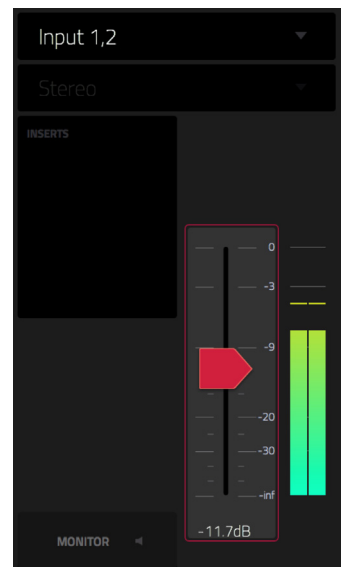 Input 1,2
Stereo
INSERTS
0
-3
-9
-20
-30
-inf
-11.7dB
MONITOR